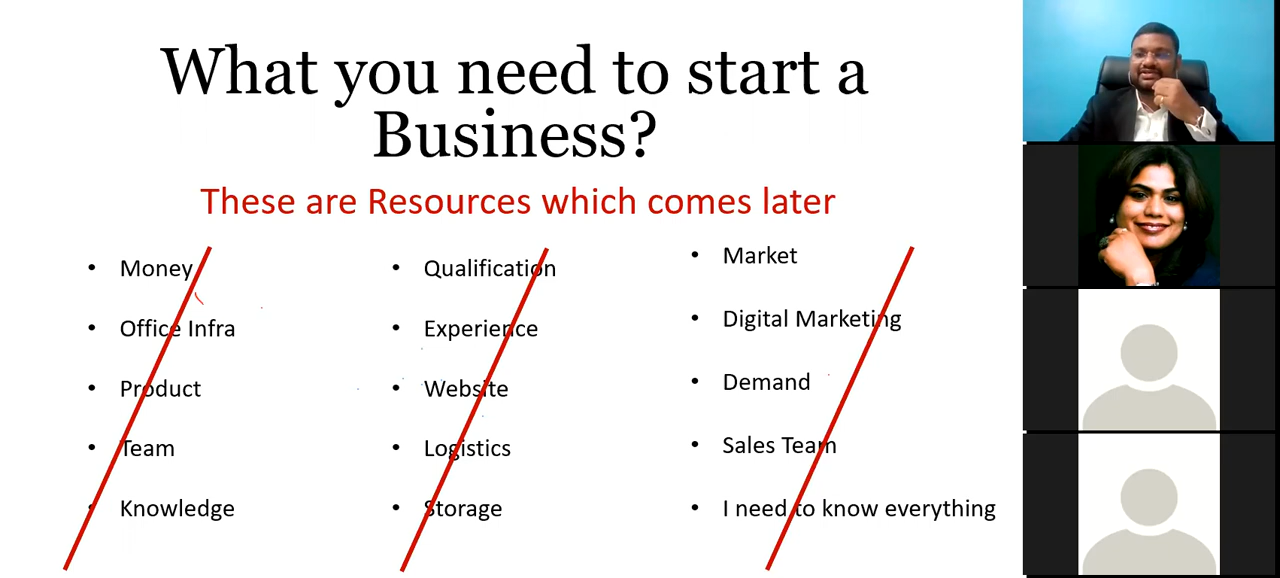 What you need to start a
Business?
These are Resources which comes later
• Money
• Office Infra
• Product
• Team
• Knowledge
• Qualification
• Experience
• Website
• Logistics
• Storage
• Market
• Digital Marketing
• Demand
• Sales Team
• I need to know everything